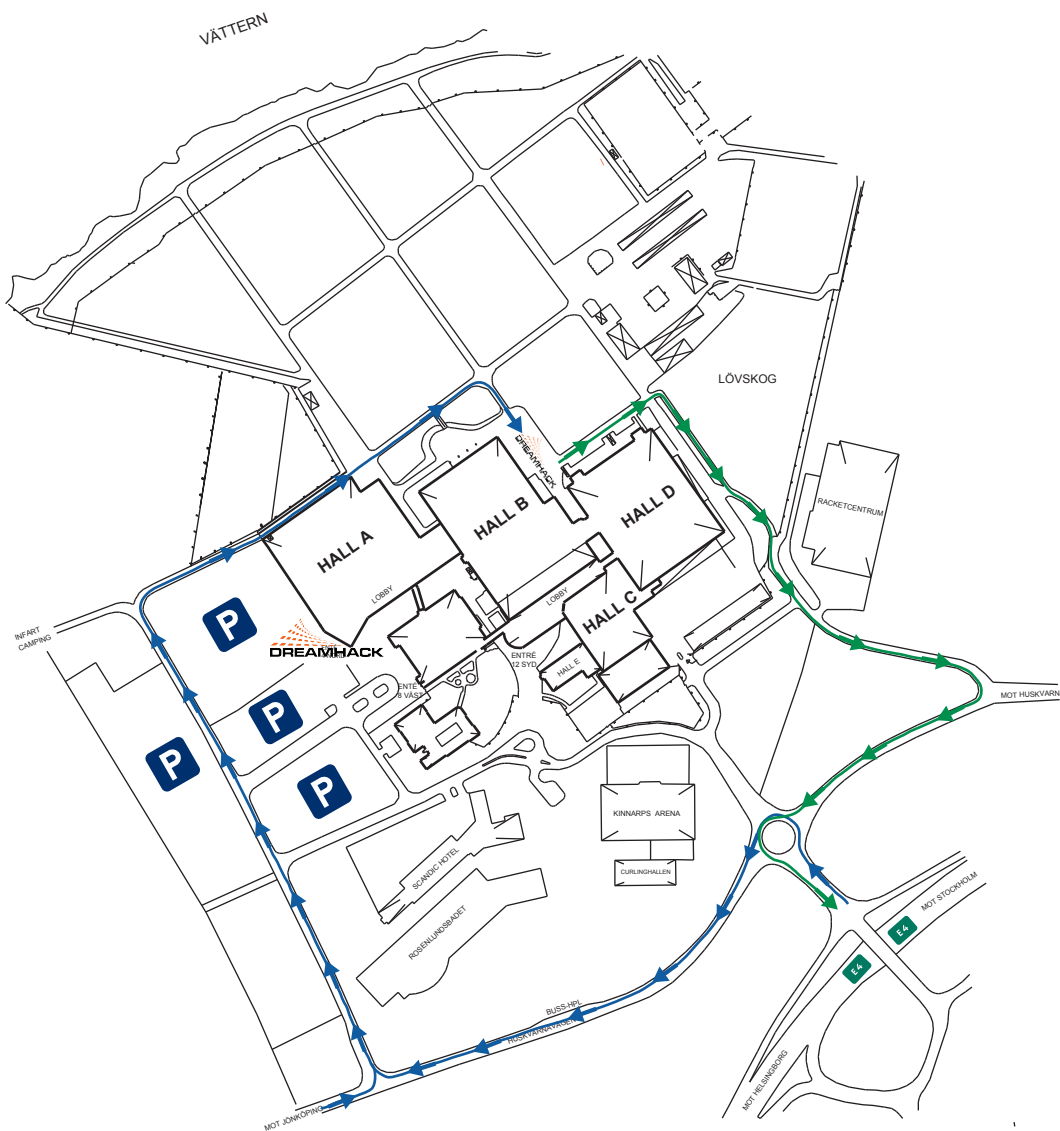 VÄTTERN
LÖVSKOG
DREAMHACK
RACKETCENTRUM
HALL B
HALL D
HALL A
LOBBY
LOBBY
HALL C
INFART
CAMPING
P
DREAMHACK
ENTRÉ
12 SYD
HALL E
ENTÉ
8 VÄST
MOT HUSKVARN
P
P
P
KINNARPS ARENA
SCANDIC HOTEL
CURLINGHALLEN
ROSENLUNDSBADET
MOT STOCKHOLM
E4
E4
BUSS-HPL
HUSKVARNAVÄGEN
MOT HELSINGBORG
MOT JÖNKÖPING